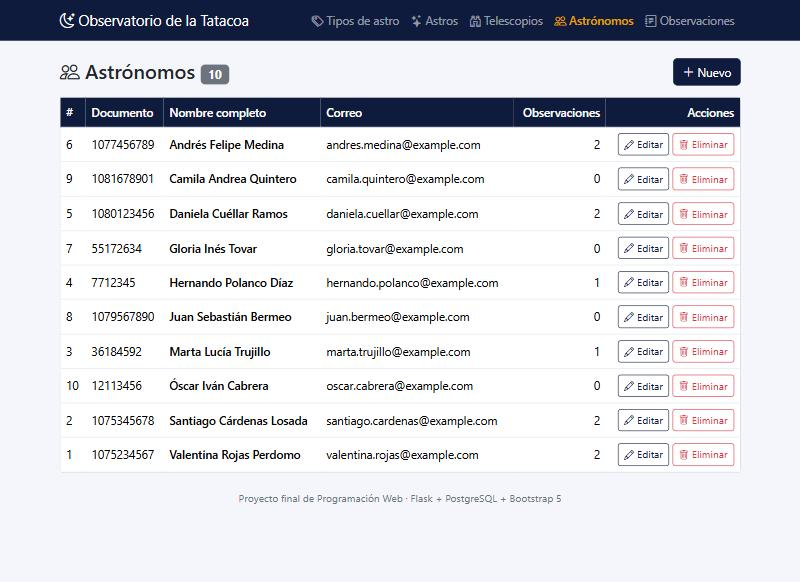 Observatorio de la Tatacoa Tipos de astro Astros Telescopios Astrónomos Observaciones
Astrónomos 10 + Nuevo
# Documento Nombre completo Correo Observaciones Acciones
6 1077456789 Andrés Felipe Medina andres.medina@example.com 2 Editar Eliminar
9 1081678901 Camila Andrea Quintero camila.quintero@example.com 0 Editar Eliminar
5 1080123456 Daniela Cuéllar Ramos daniela.cuellar@example.com 2 Editar Eliminar
7 55172634 Gloria Inés Tovar gloria.tovar@example.com 0 Editar Eliminar
4 7712345 Hernando Polanco Díaz hernando.polanco@example.com 1 Editar Eliminar
8 1079567890 Juan Sebastián Bermeo juan.bermeo@example.com 0 Editar Eliminar
3 36184592 Marta Lucía Trujillo marta.trujillo@example.com 1 Editar Eliminar
10 12113456 Óscar Iván Cabrera oscar.cabrera@example.com 0 Editar Eliminar
2 1075345678 Santiago Cárdenas Losada santiago.cardenas@example.com 2 Editar Eliminar
1 1075234567 Valentina Rojas Perdomo valentina.rojas@example.com 2 Editar Eliminar
Proyecto final de Programación Web · Flask + PostgreSQL + Bootstrap 5